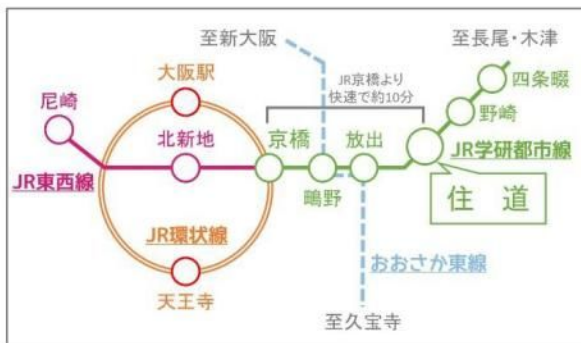 至新大阪
至長尾・木津
大阪駅
JR京橋より
快速で約10分
四条畷
尼崎
野崎
北新地
京橋
放出
JR学研都市線
JR東西線
鴫野
住道
JR環状線
おおさか東線
天王寺
至久宝寺